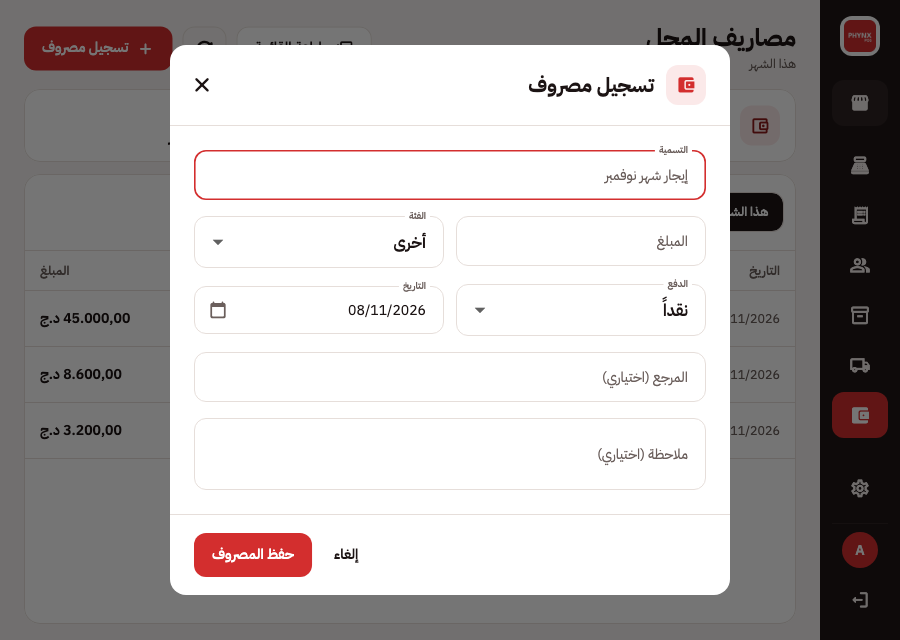 PHYNX
مصاريف المحل
هذا الشهر
تسجيل مصروف
تسجيل مصروف
التسمية
إيجار شهر نوفمبر
المبلغ
الفئة
أخرى
الدفع
نقداً
التاريخ
08/11/2026
المرجع (اختياري)
ملاحظة (اختياري)
إلغاء
حفظ المصروف
التاريخ
المبلغ
11/2026
45.000,00 د.ج
11/2026
8.600,00 د.ج
11/2026
3.200,00 د.ج
A